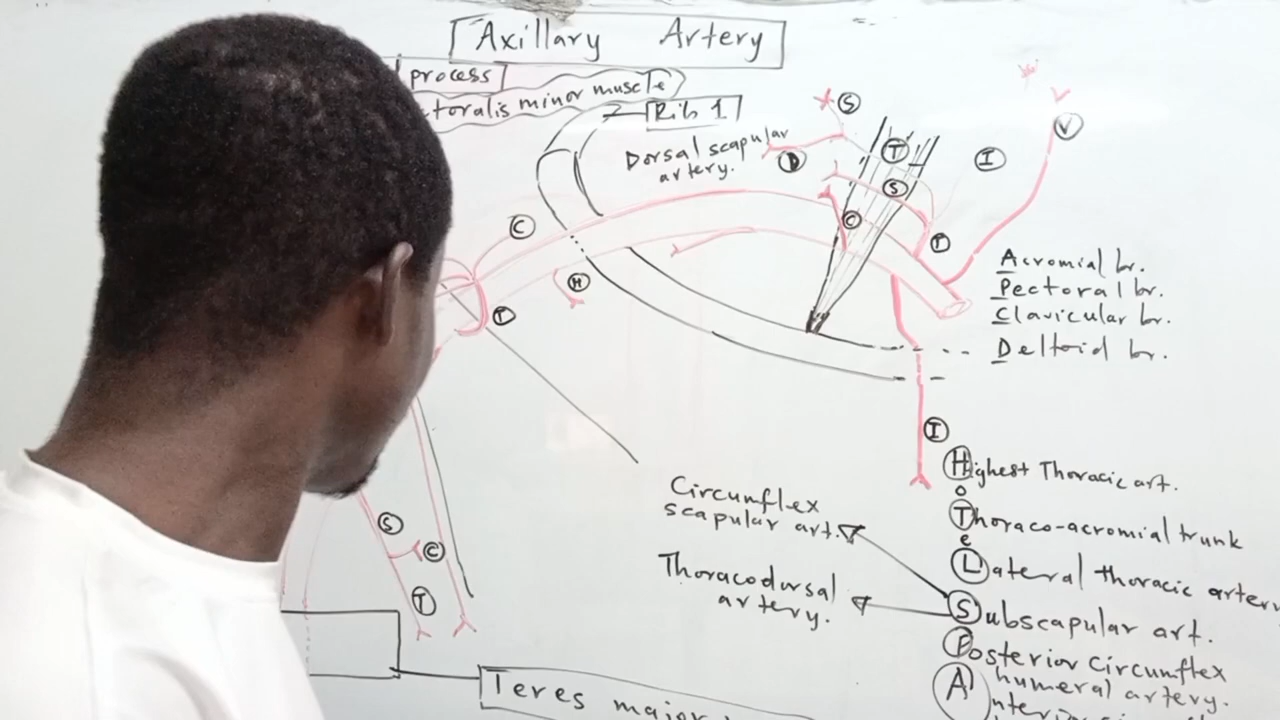 Axillary Artery
process
toralis minor muscle
Rib 1
Dorsal scapular
artery.
S
D
T
S
C
I
V
P
C
H
T
Acromial br.
Pectoral br.
Clavicular br.
Deltoid br.
I
Highest Thoracic art.
o
Thoraco-acromial trunk
e
Lateral thoracic artery
Subscapular art.
Posterior Circumflex
humeral artery.
A
Circumflex
scapular art.
Thoracodorsal
artery.
S
C
T
Teres major